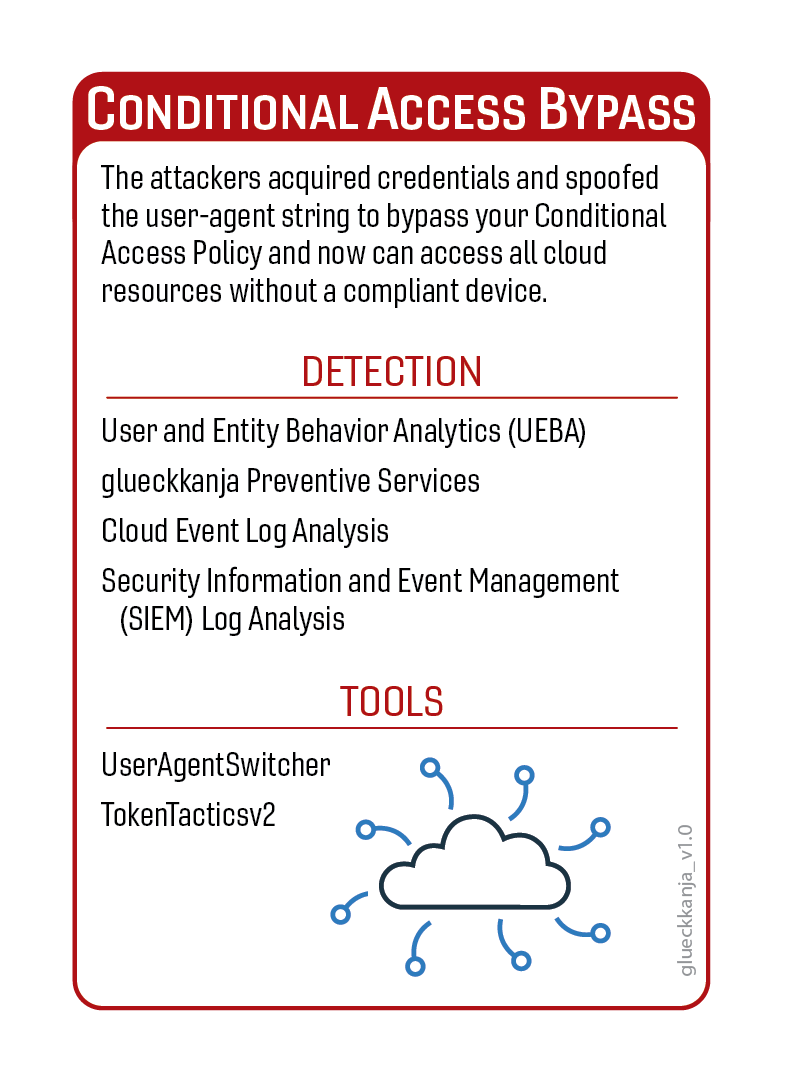 CONDITIONAL ACCESS BYPASS
The attackers acquired credentials and spoofed
the user-agent string to bypass your Conditional
Access Policy and now can access all cloud
resources without a compliant device.
DETECTION
User and Entity Behavior Analytics (UEBA)
glueckkanja Preventive Services
Cloud Event Log Analysis
Security Information and Event Management
(SIEM) Log Analysis
TOOLS
UserAgentSwitcher
TokenTacticsv2
glueckkanja_v1.0